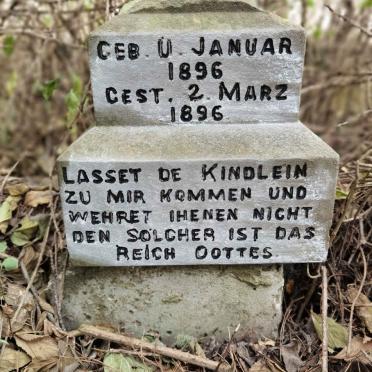 GEB. U. JANUAR
1896
GEST. 2. MARZ
1896
LASSET DE KINDLEIN
ZU MIR KOMMEN UND
WEHRET IHENEN NICHT
DEN SOLCHER IST DAS
REICH GOTTES